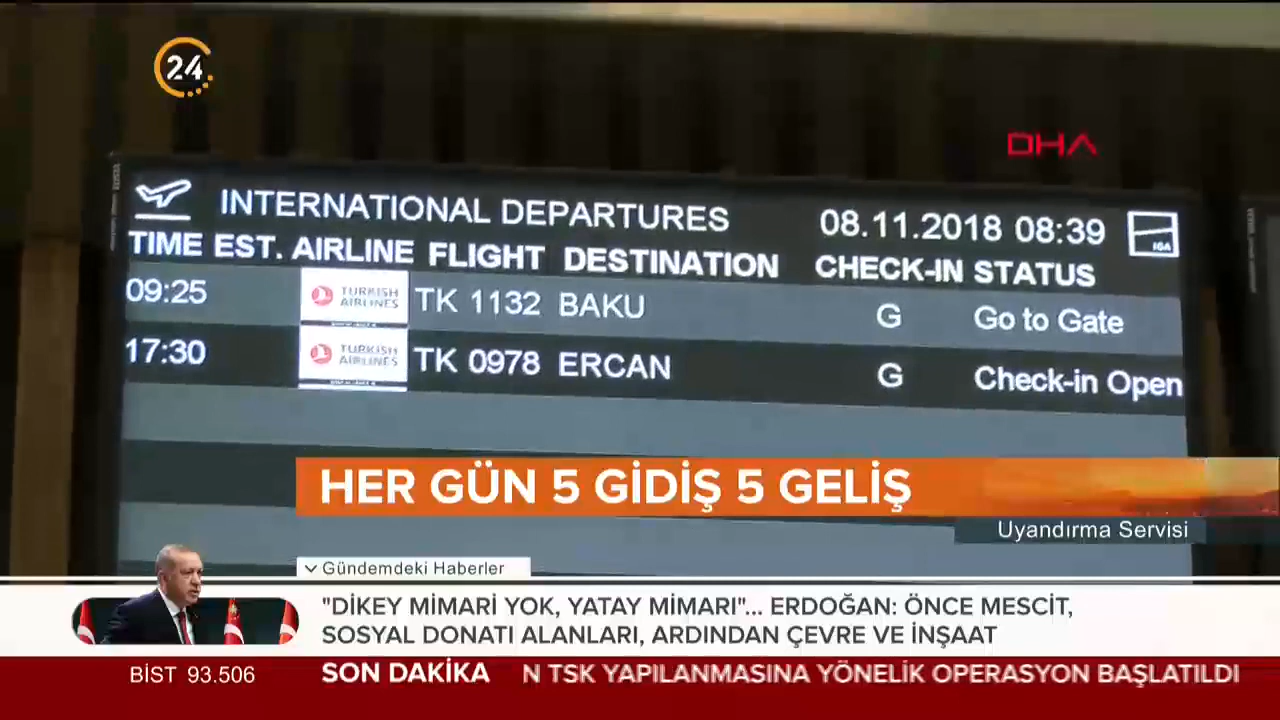 24
DHA
INTERNATIONAL DEPARTURES 08.11.2018 08:39 IGA
TIME EST. AIRLINE FLIGHT DESTINATION CHECK-IN STATUS
09:25 TURKISH AIRLINES TK 1132 BAKU G Go to Gate
17:30 TURKISH AIRLINES TK 0978 ERCAN G Check-in Open
HER GÜN 5 GİDİŞ 5 GELİŞ
Uyandırma Servisi
Gündemdeki Haberler
"DİKEY MİMARİ YOK, YATAY MİMARI"... ERDOĞAN: ÖNCE MESCİT,
SOSYAL DONATI ALANLARI, ARDINDAN ÇEVRE VE İNŞAAT
BIST 93.506 SON DAKİKA N TSK YAPILANMASINA YÖNELİK OPERASYON BAŞLATILDI